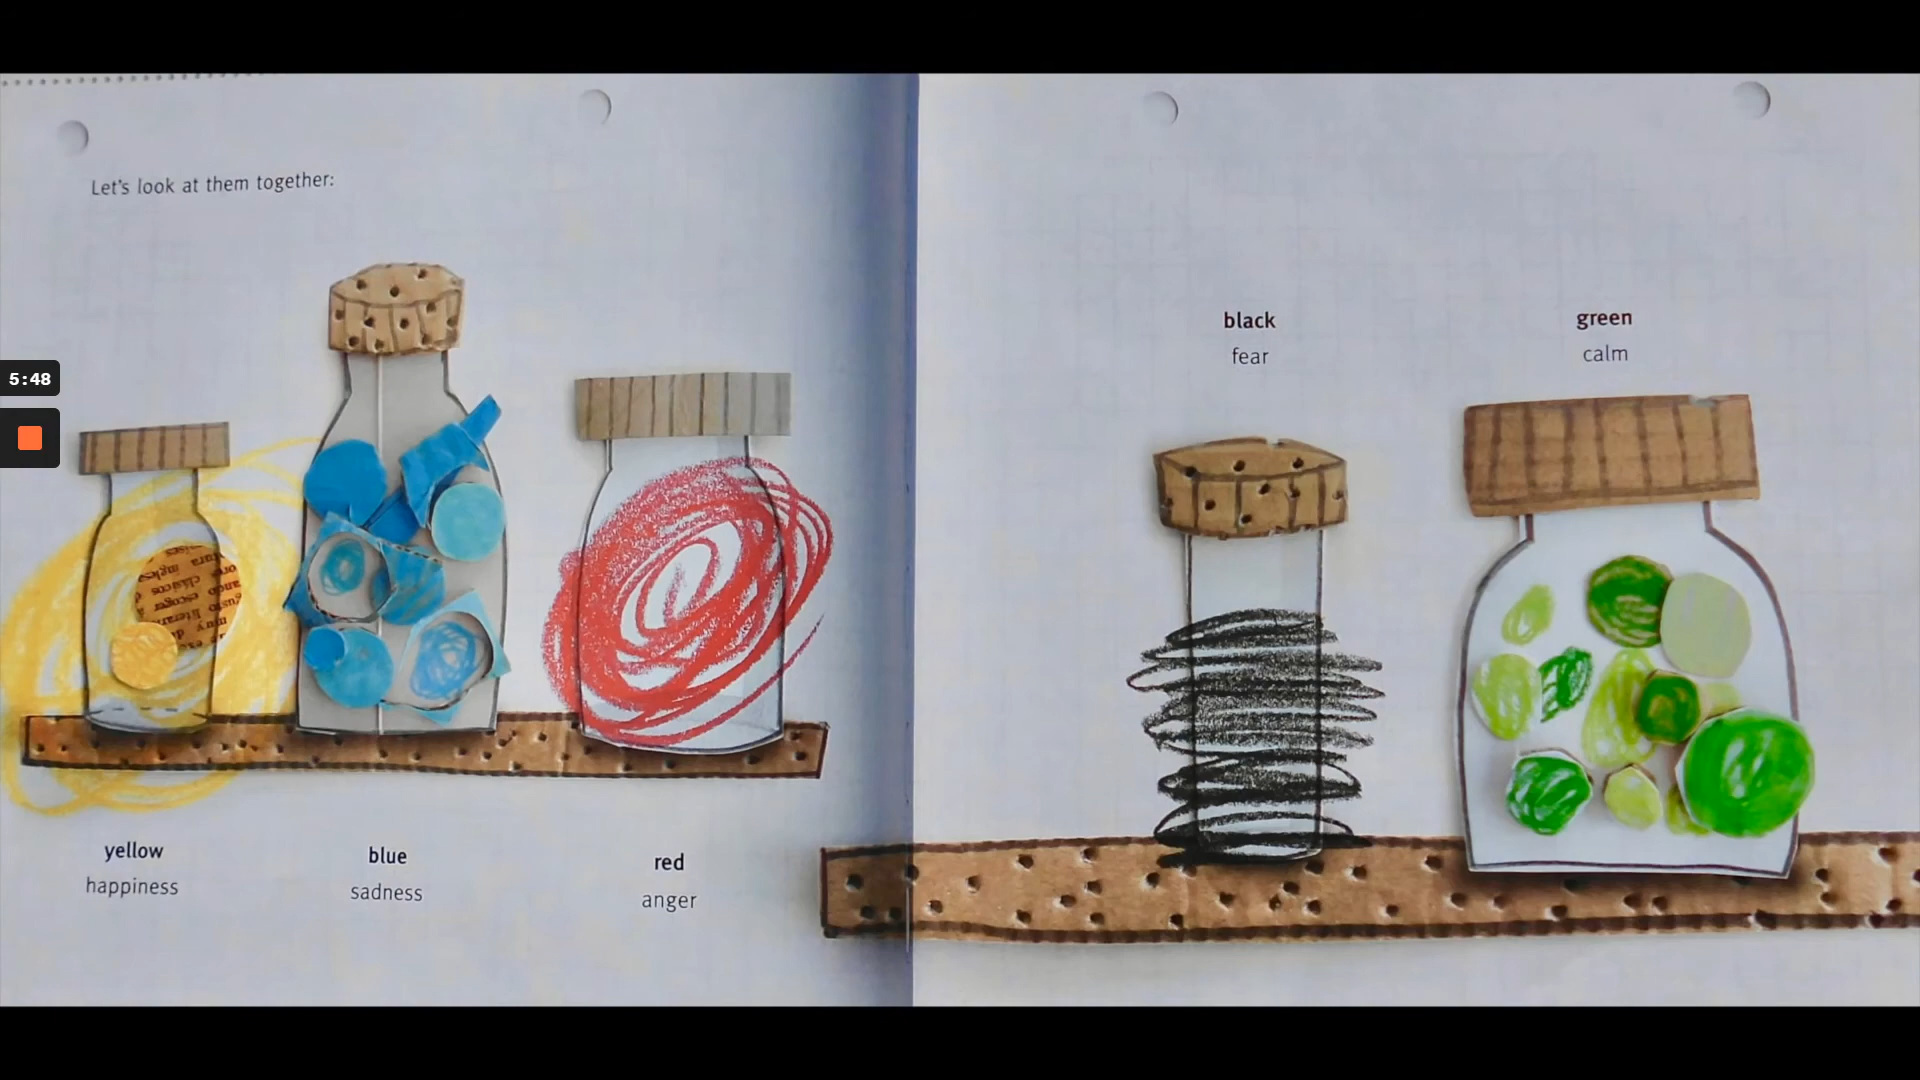 Let's look at them together:
5:48
yellow
happiness
blue
sadness
red
anger
black
fear
green
calm